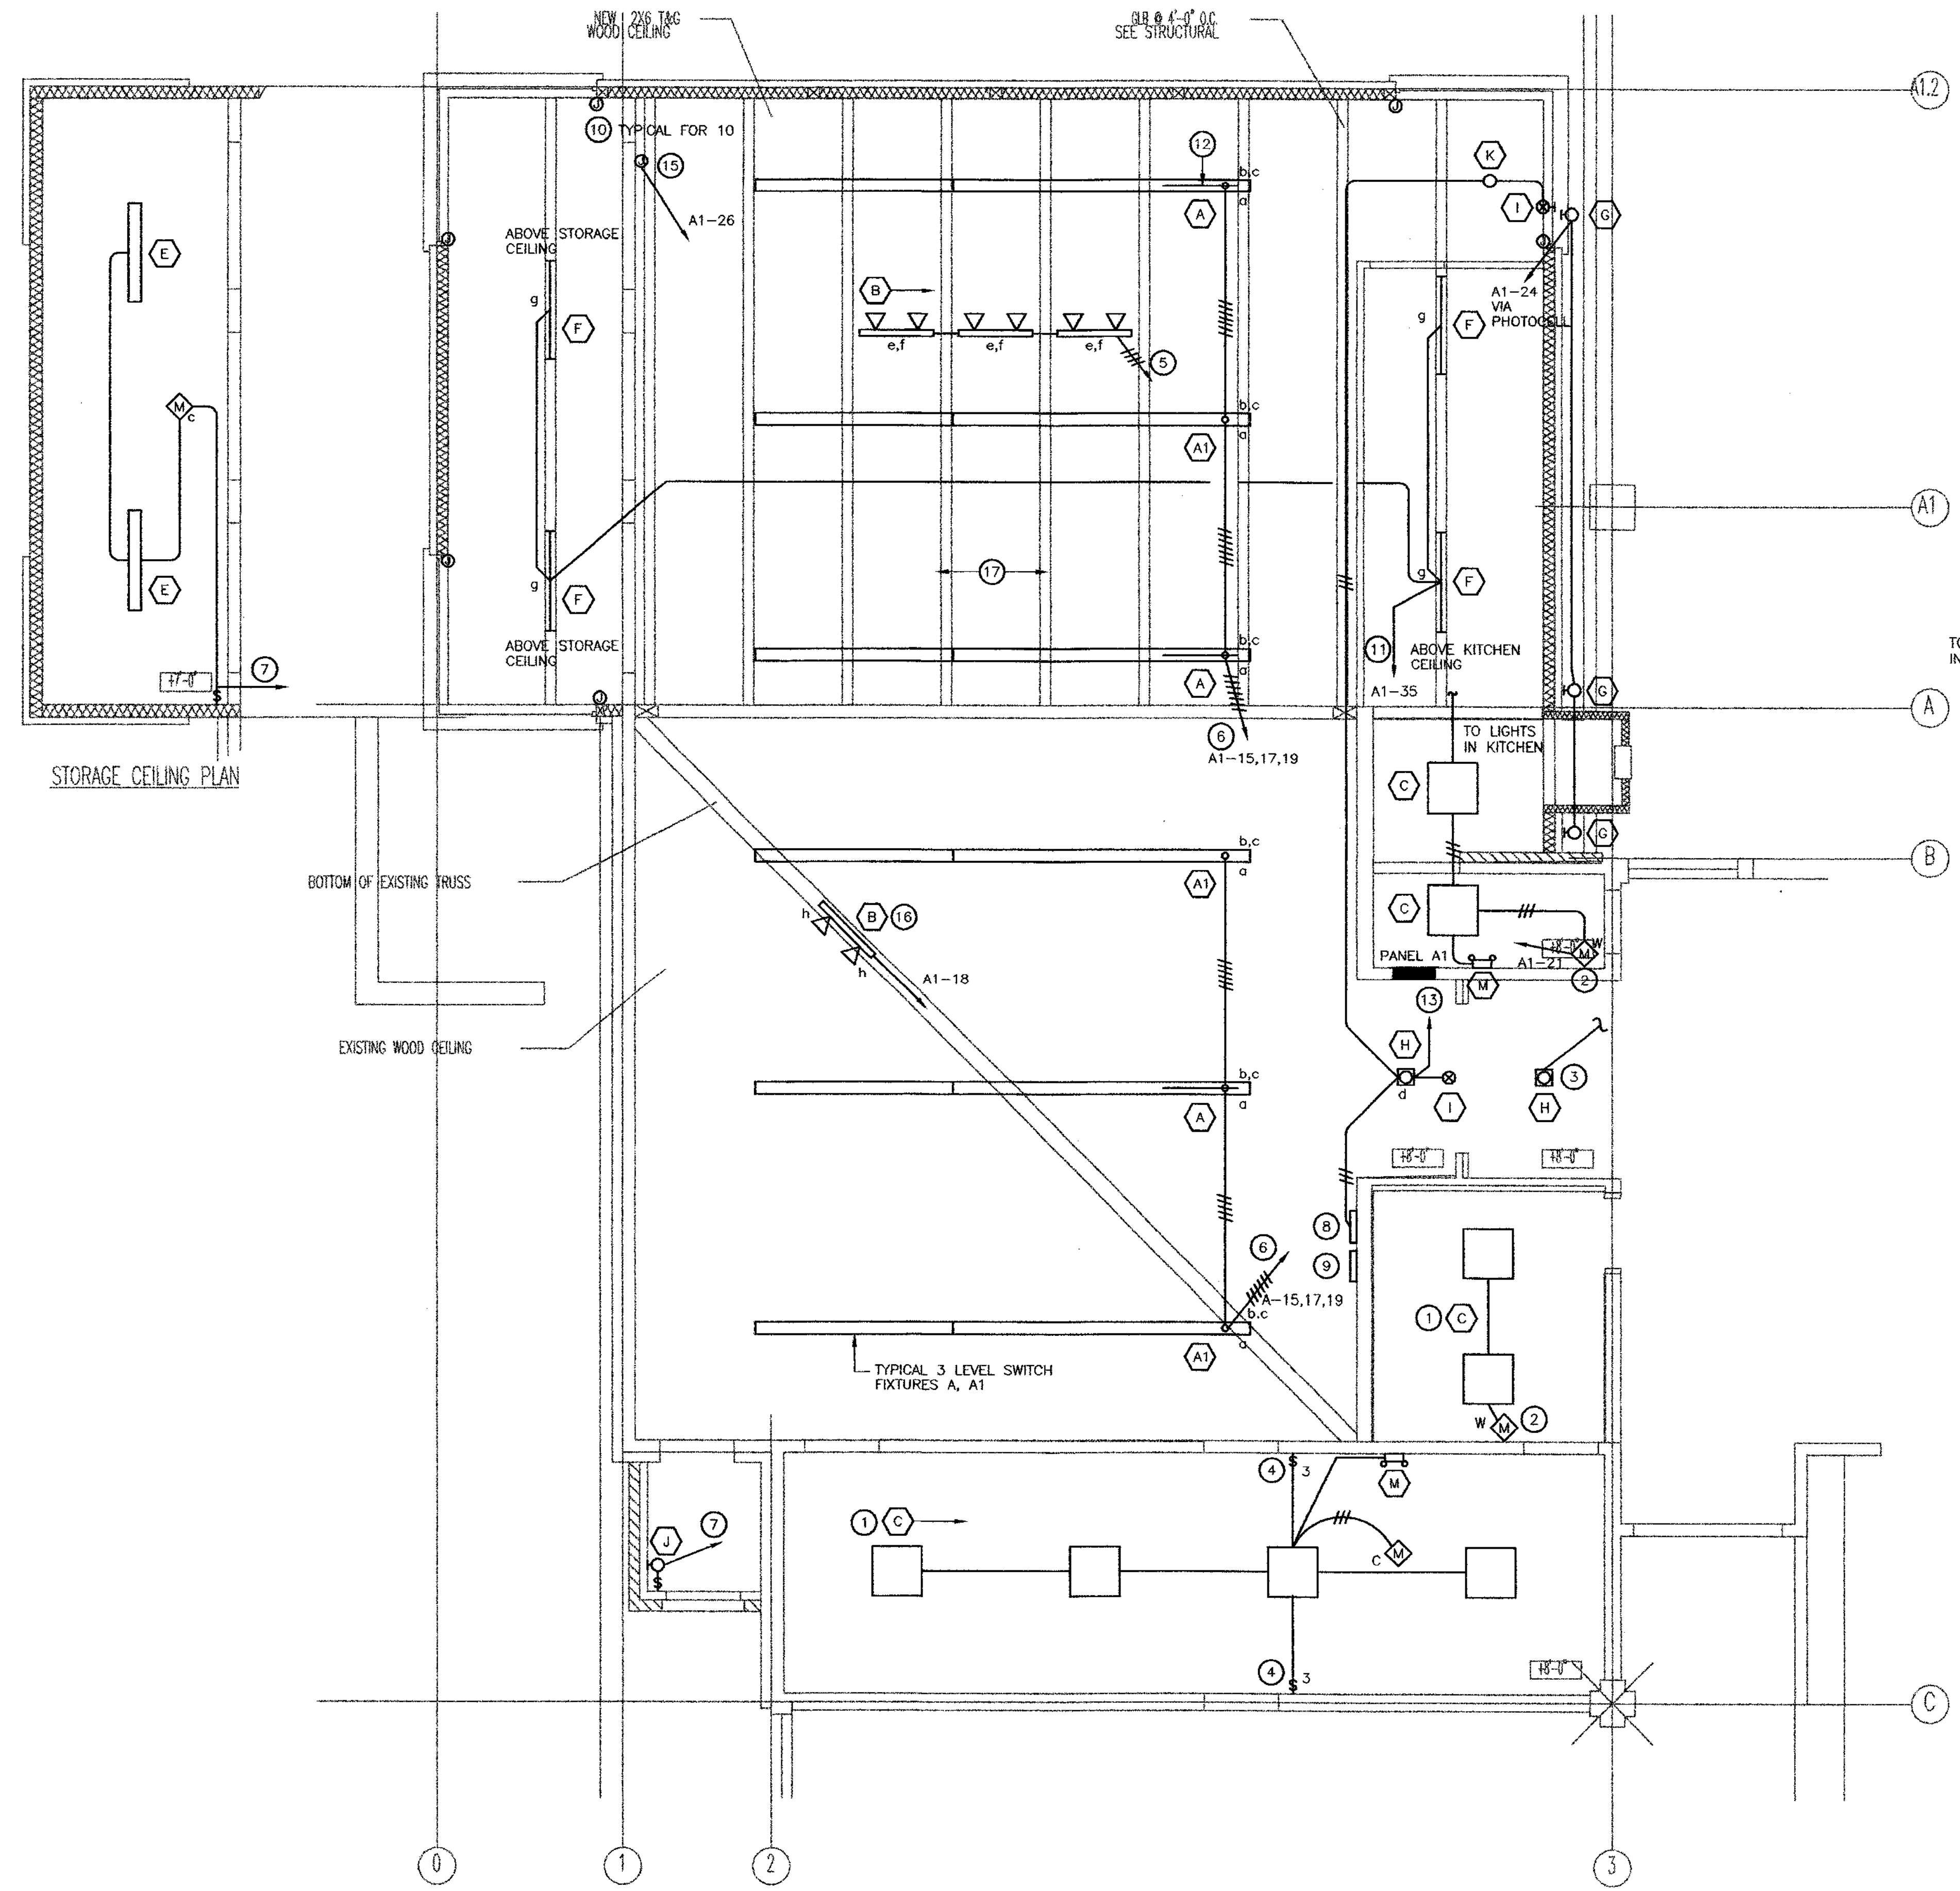 NEW 2X6 T&G
WOOD CEILING
GLB @ 4'-0" O.C.
SEE STRUCTURAL
A1.2
J
J
10 TYPICAL FOR 10
J 15
A1-26
12
b,c
a
A
K
I
G
J
E
J
ABOVE STORAGE
CEILING
g
F
B
e,f
e,f
e,f
5
A1-24
VIA
PHOTOCELL
g
F
M
c
b,c
a
A1
A1
J
E
g
F
17
g
F
ABOVE STORAGE
CEILING
b,c
a
A
11
ABOVE KITCHEN
CEILING
A1-35
TO
IN
+7'-0"
7
$
J
G
A
6
A1-15,17,19
TO LIGHTS
IN KITCHEN
STORAGE CEILING PLAN
C
G
B
BOTTOM OF EXISTING TRUSS
b,c
a
A1
h
B 16
h
A1-18
C
+8'-0"
W
M
PANEL A1
A1-21
M
2
13
EXISTING WOOD CEILING
H
d
I
3
H
b,c
a
A
+8'-0"
+8'-0"
8
9
6
A-15,17,19
b,c
a
A1
1 C
TYPICAL 3 LEVEL SWITCH
FIXTURES A, A1
W
M
2
4
$ 3
M
1 C
7
J
$
C
M
4
$ 3
+8'-0"
C
0
1
2
3